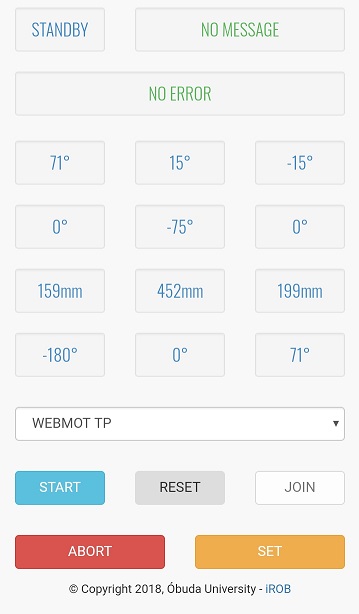 STANDBY NO MESSAGE
NO ERROR
71° 15° -15°
0° -75° 0°
159mm 452mm 199mm
-180° 0° 71°
WEBMOT TP
START RESET JOIN
ABORT SET
© Copyright 2018, Óbuda University - iROB